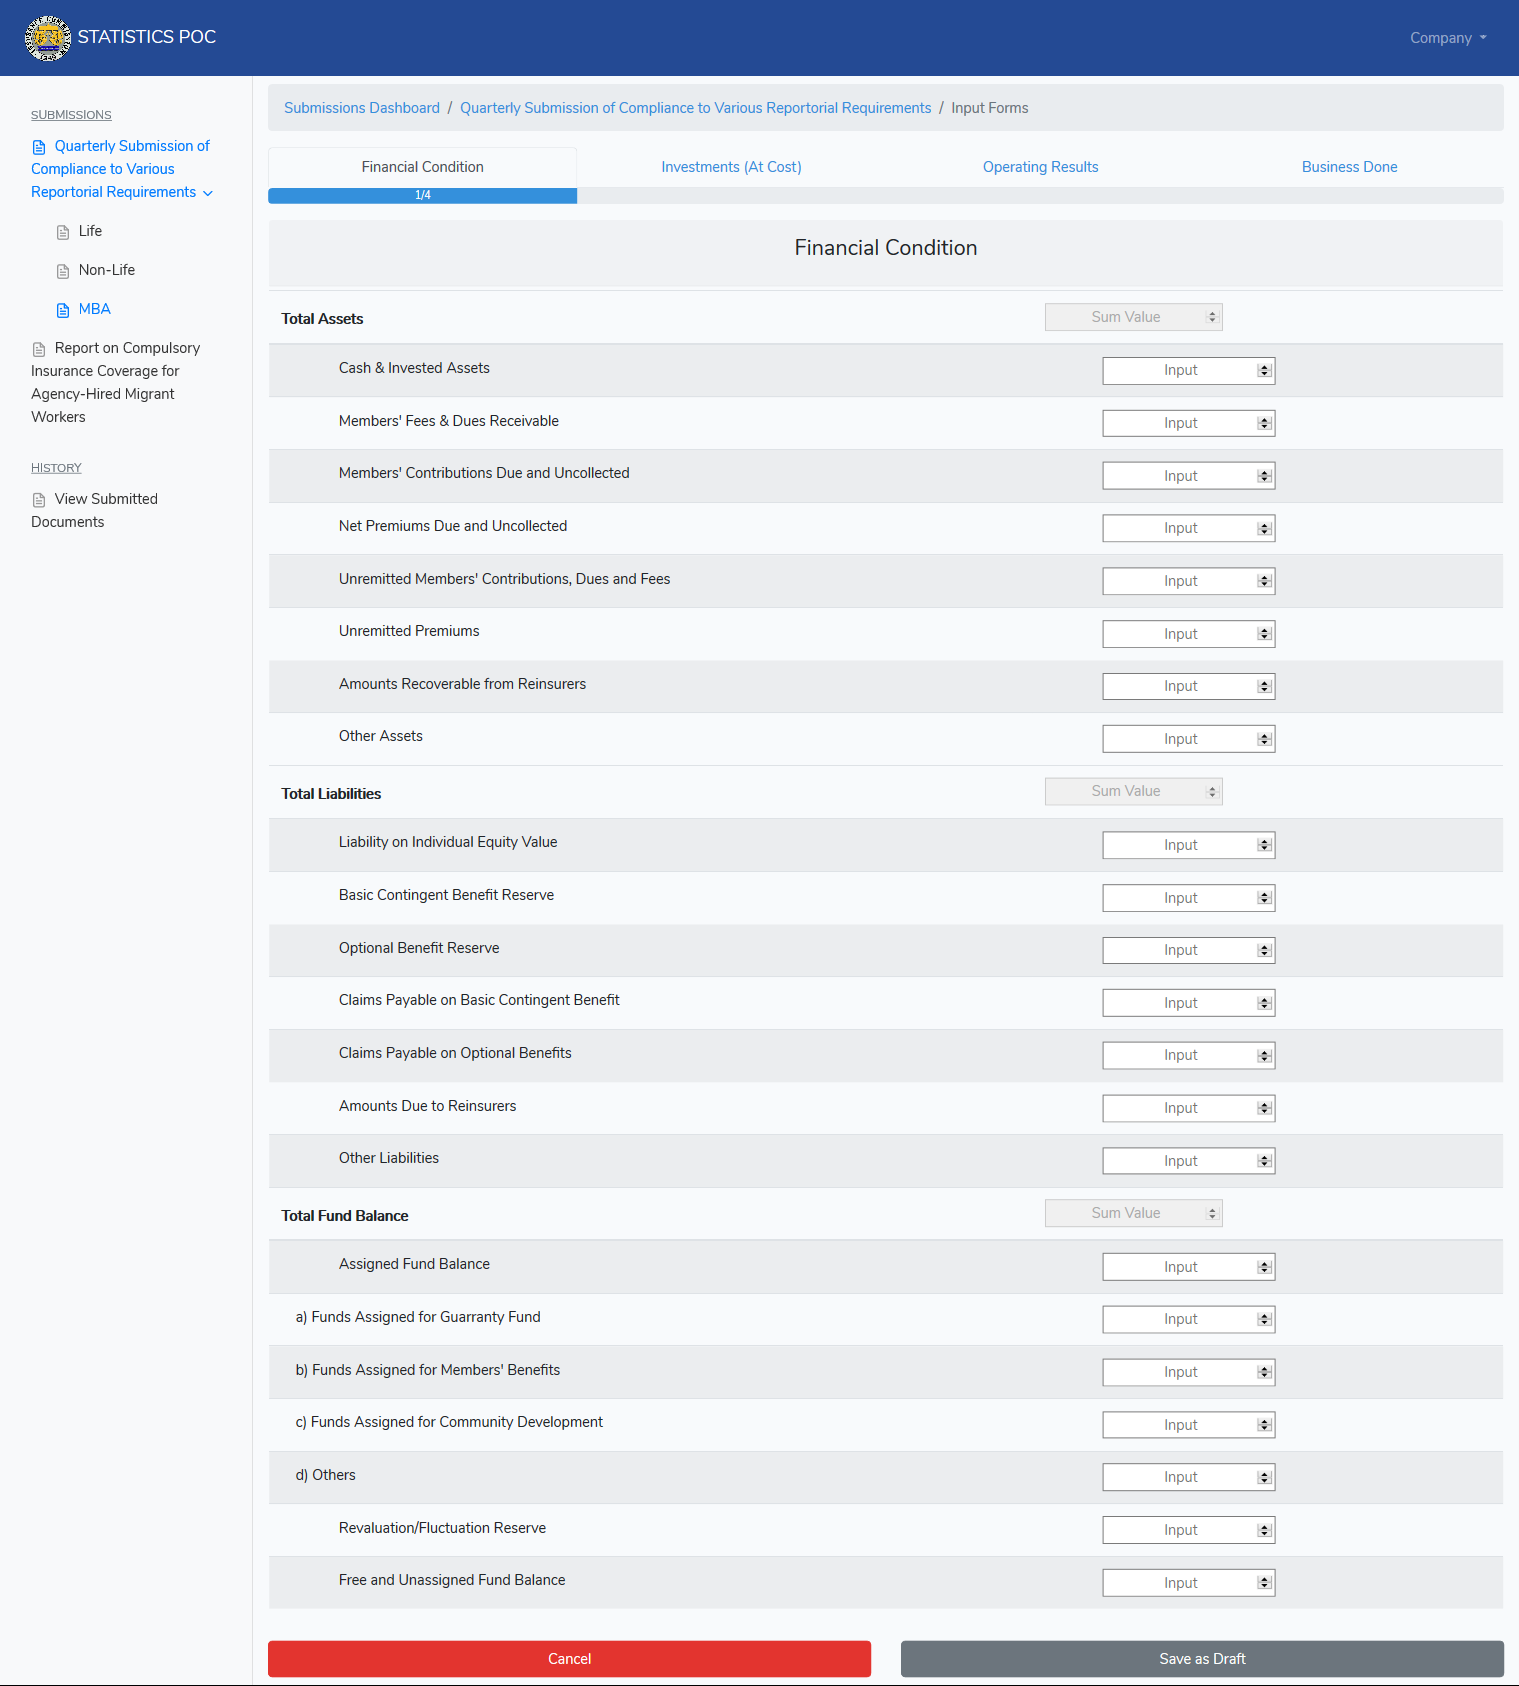 STATISTICS POC
Company
SUBMISSIONS
Quarterly Submission of
Compliance to Various
Reportorial Requirements
Life
Non-Life
MBA
Report on Compulsory
Insurance Coverage for
Agency-Hired Migrant
Workers
HISTORY
View Submitted
Documents
Submissions Dashboard / Quarterly Submission of Compliance to Various Reportorial Requirements / Input Forms
Financial Condition Investments (At Cost) Operating Results Business Done
1/4
Financial Condition
Total Assets Sum Value
Cash & Invested Assets Input
Members' Fees & Dues Receivable Input
Members' Contributions Due and Uncollected Input
Net Premiums Due and Uncollected Input
Unremitted Members' Contributions, Dues and Fees Input
Unremitted Premiums Input
Amounts Recoverable from Reinsurers Input
Other Assets Input
Total Liabilities Sum Value
Liability on Individual Equity Value Input
Basic Contingent Benefit Reserve Input
Optional Benefit Reserve Input
Claims Payable on Basic Contingent Benefit Input
Claims Payable on Optional Benefits Input
Amounts Due to Reinsurers Input
Other Liabilities Input
Total Fund Balance Sum Value
Assigned Fund Balance Input
a) Funds Assigned for Guarranty Fund Input
b) Funds Assigned for Members' Benefits Input
c) Funds Assigned for Community Development Input
d) Others Input
Revaluation/Fluctuation Reserve Input
Free and Unassigned Fund Balance Input
Cancel Save as Draft